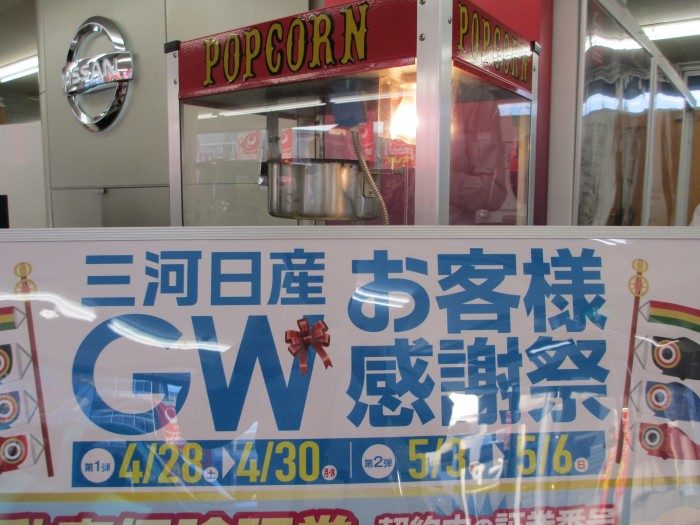 NISSAN
POPCORN
POPCORN
三河日産
GW
お客様
感謝祭
第1弾 4/28土 4/30月休 第2弾 5/3 5/6日